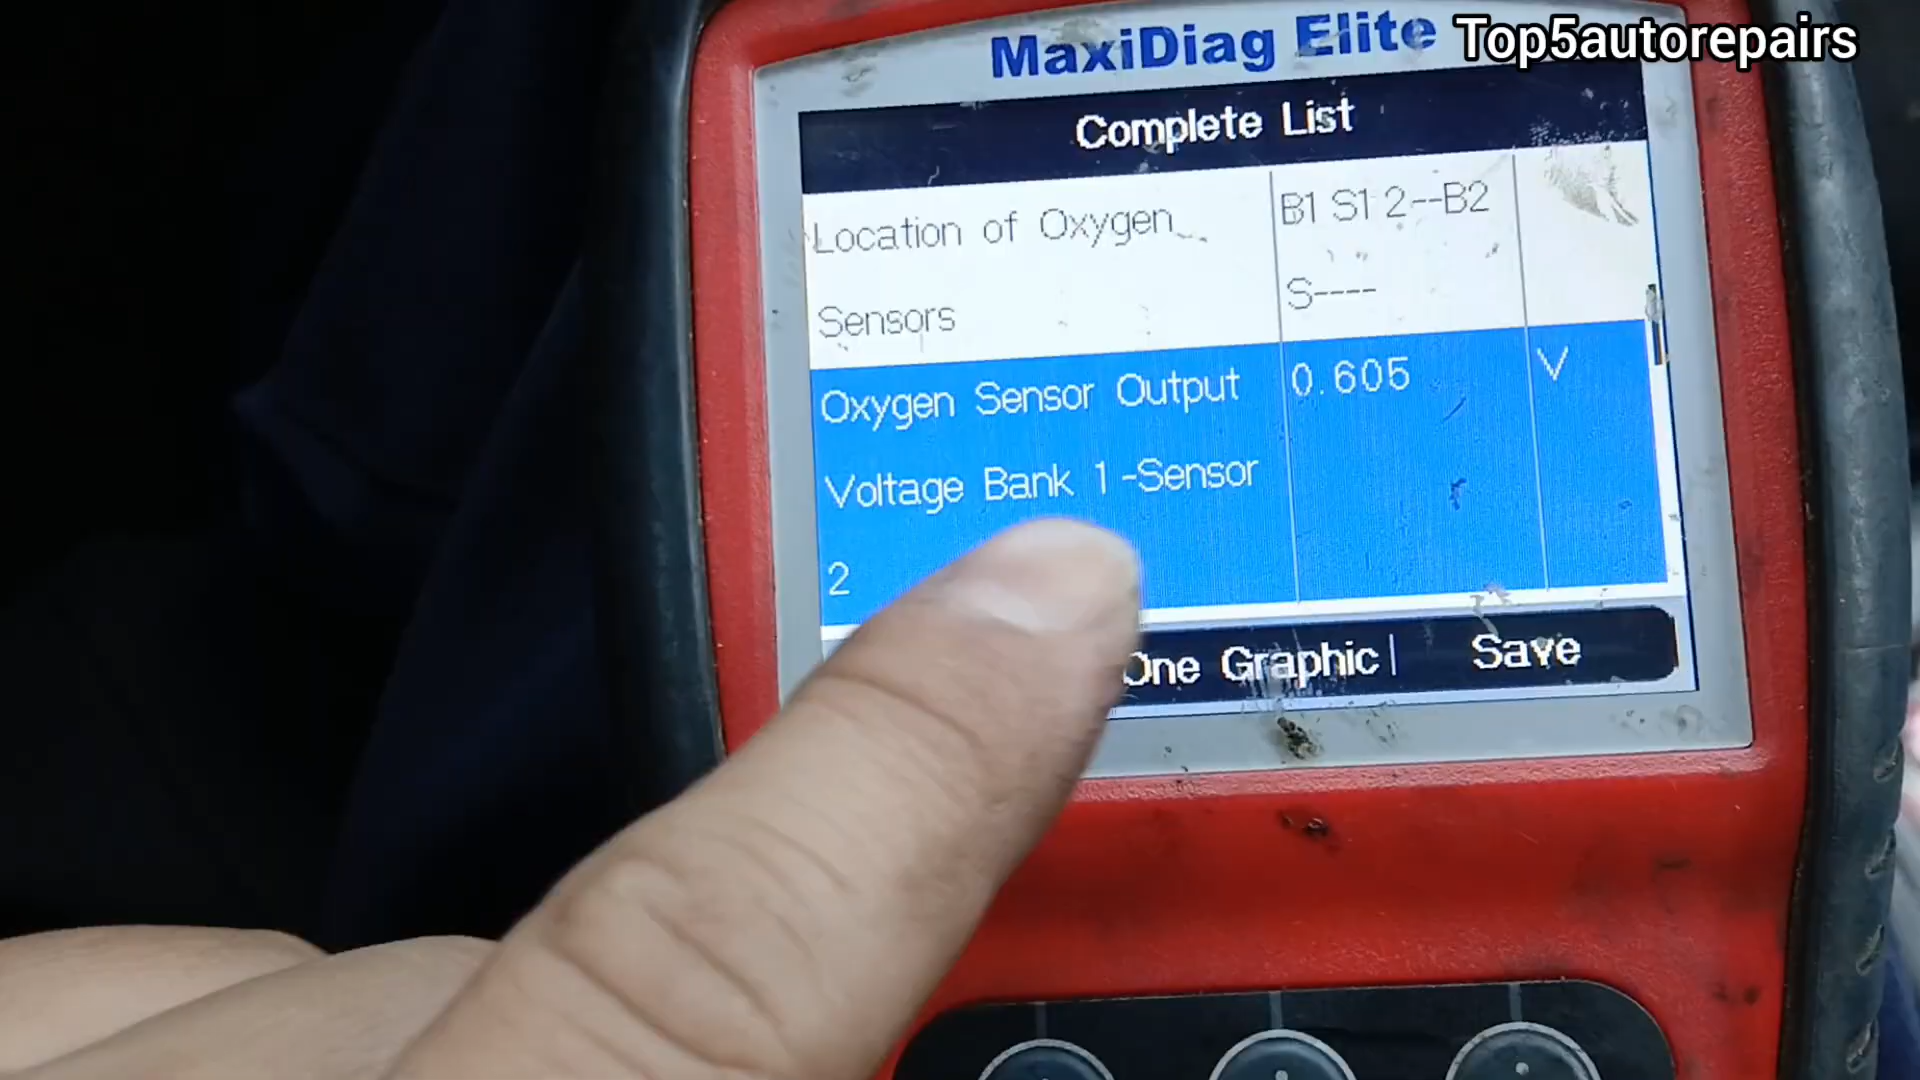 MaxiDiag Elite
Top5autorepairs
Complete List
Location of Oxygen
B1 S1 2--B2
Sensors
S----
Oxygen Sensor Output
0.605
V
Voltage Bank 1 -Sensor
2
One Graphic|
Save